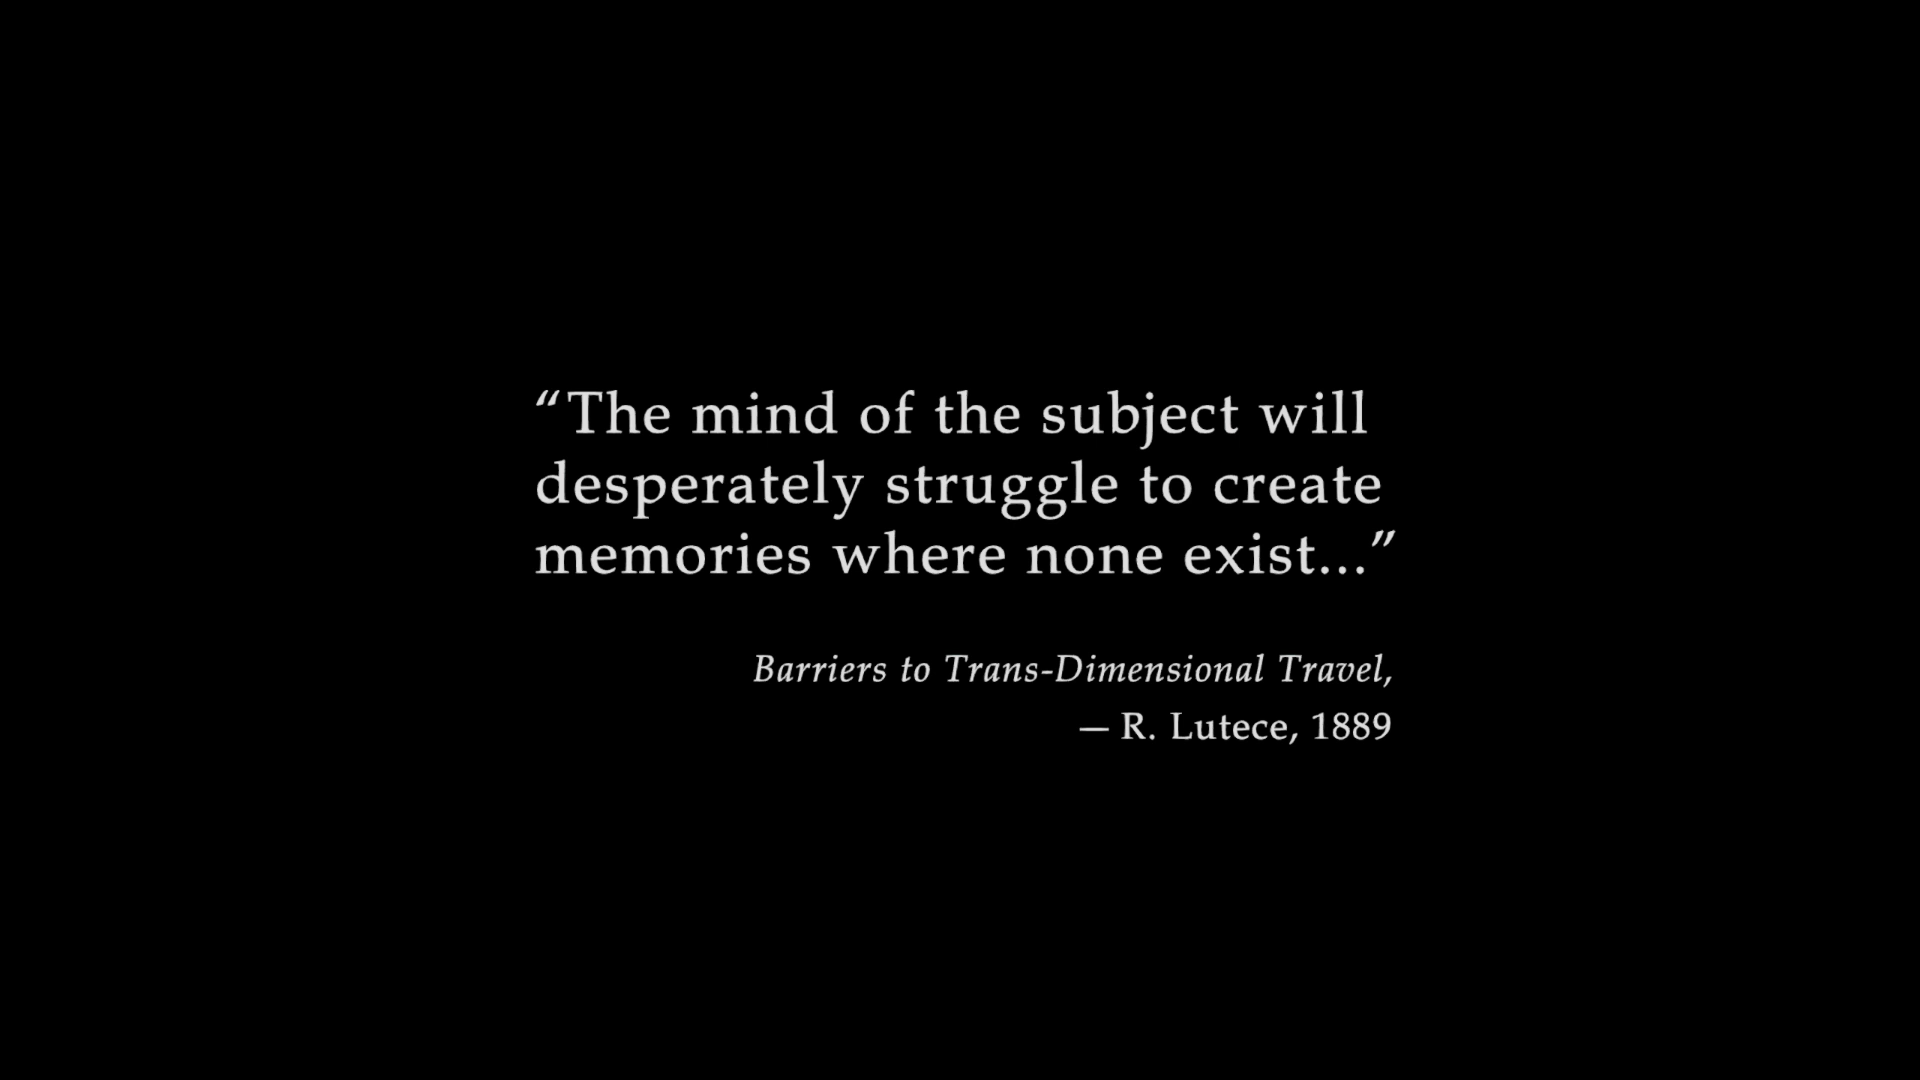 “The mind of the subject will
desperately struggle to create
memories where none exist...”
Barriers to Trans-Dimensional Travel,
— R. Lutece, 1889